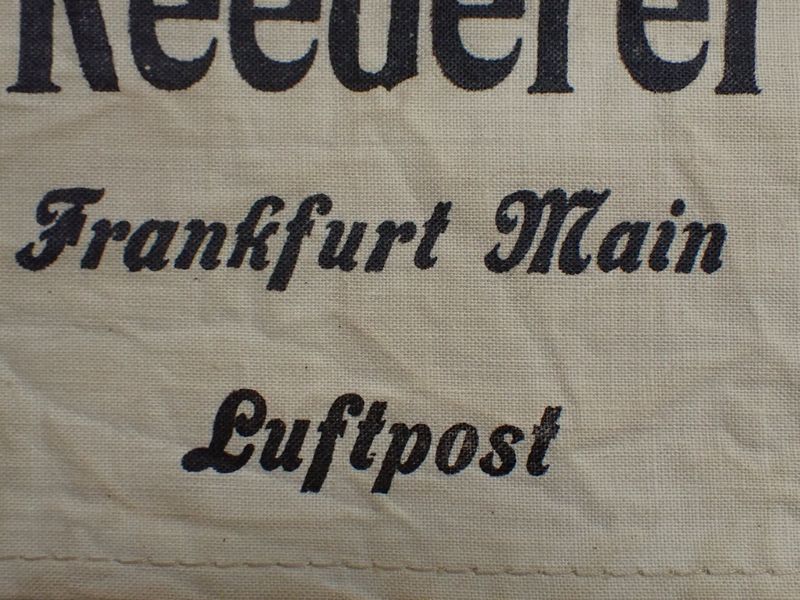 Reederei
Frankfurt Main
Luftpost